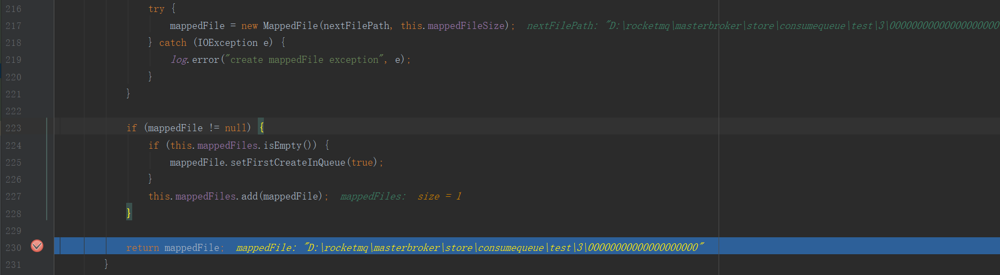 216 try {
217 mappedFile = new MappedFile(nextFilePath, this.mappedFileSize); nextFilePath: "D:\rocketmq\masterbroker\store\consumequeue\test\3\00000000000000000000
218 } catch (IOException e) {
219 log.error("create mappedFile exception", e);
220 }
221 }
222
223 if (mappedFile != null) {
224 if (this.mappedFiles.isEmpty()) {
225 mappedFile.setFirstCreateInQueue(true);
226 }
227 this.mappedFiles.add(mappedFile); mappedFiles: size = 1
228 }
229
230 return mappedFile; mappedFile: "D:\rocketmq\masterbroker\store\consumequeue\test\3\00000000000000000000"
231 }